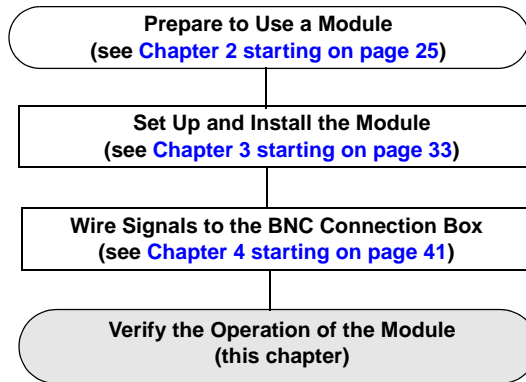 Prepare to Use a Module
(see Chapter 2 starting on page 25)
Set Up and Install the Module
(see Chapter 3 starting on page 33)
Wire Signals to the BNC Connection Box
(see Chapter 4 starting on page 41)
Verify the Operation of the Module
(this chapter)